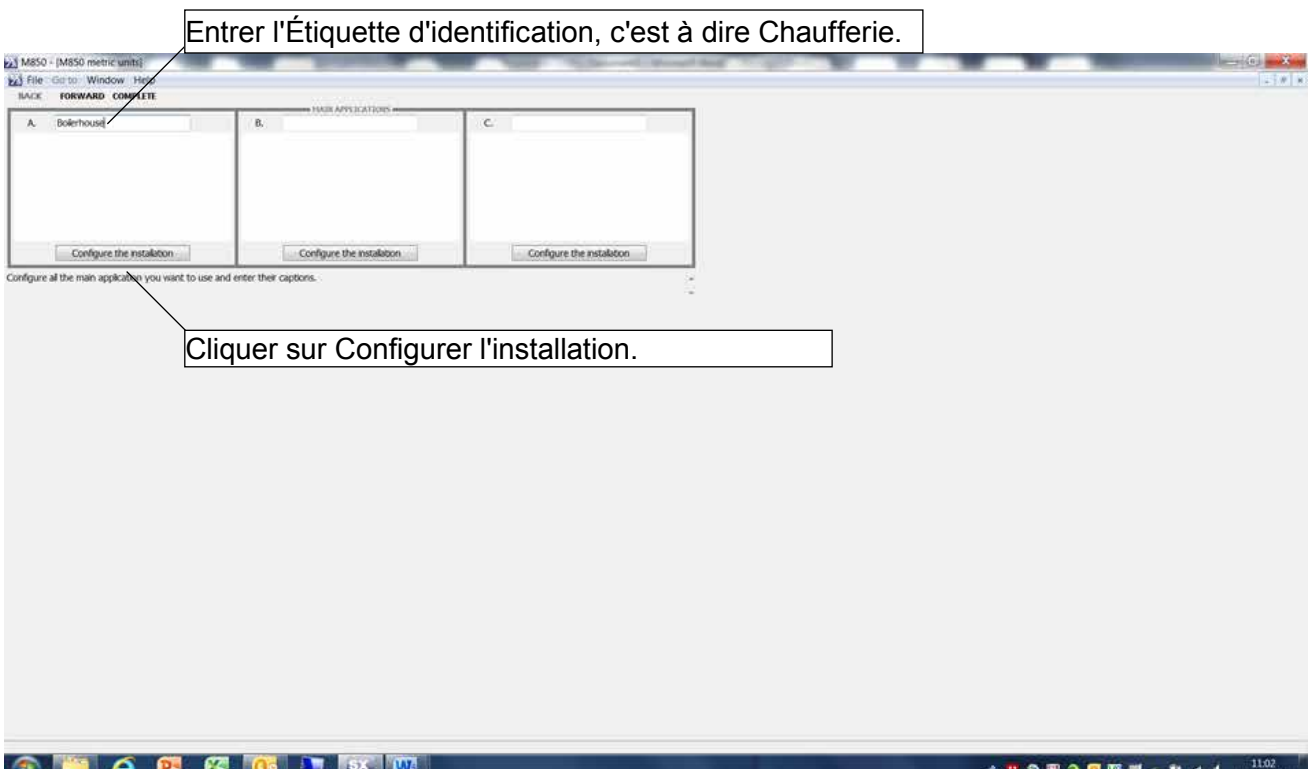 Entrer l'Étiquette d'identification, c'est à dire Chaufferie.
M850 - [M850 metric units]
File Go to Window Help
BACK FORWARD COMPLETE
MAIN APPLICATIONS
A. Boilerhouse B. C.
Configure the installation Configure the installation Configure the installation
Configure all the main application you want to use and enter their captions.
Cliquer sur Configurer l'installation.
SX
11:02